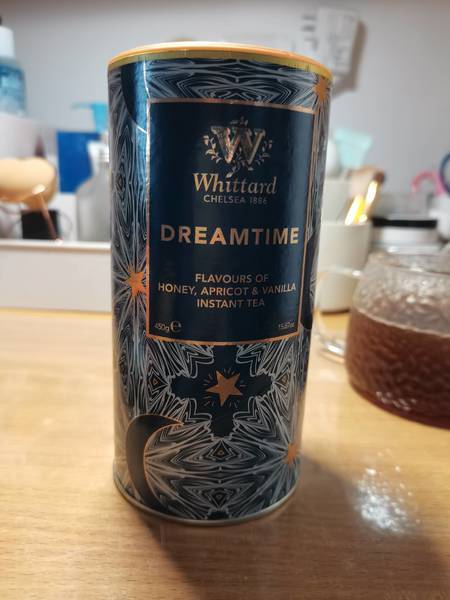 W
Whittard
CHELSEA 1886
DREAMTIME
FLAVOURS OF
HONEY, APRICOT & VANILLA
INSTANT TEA
450g℮ 15.87oz